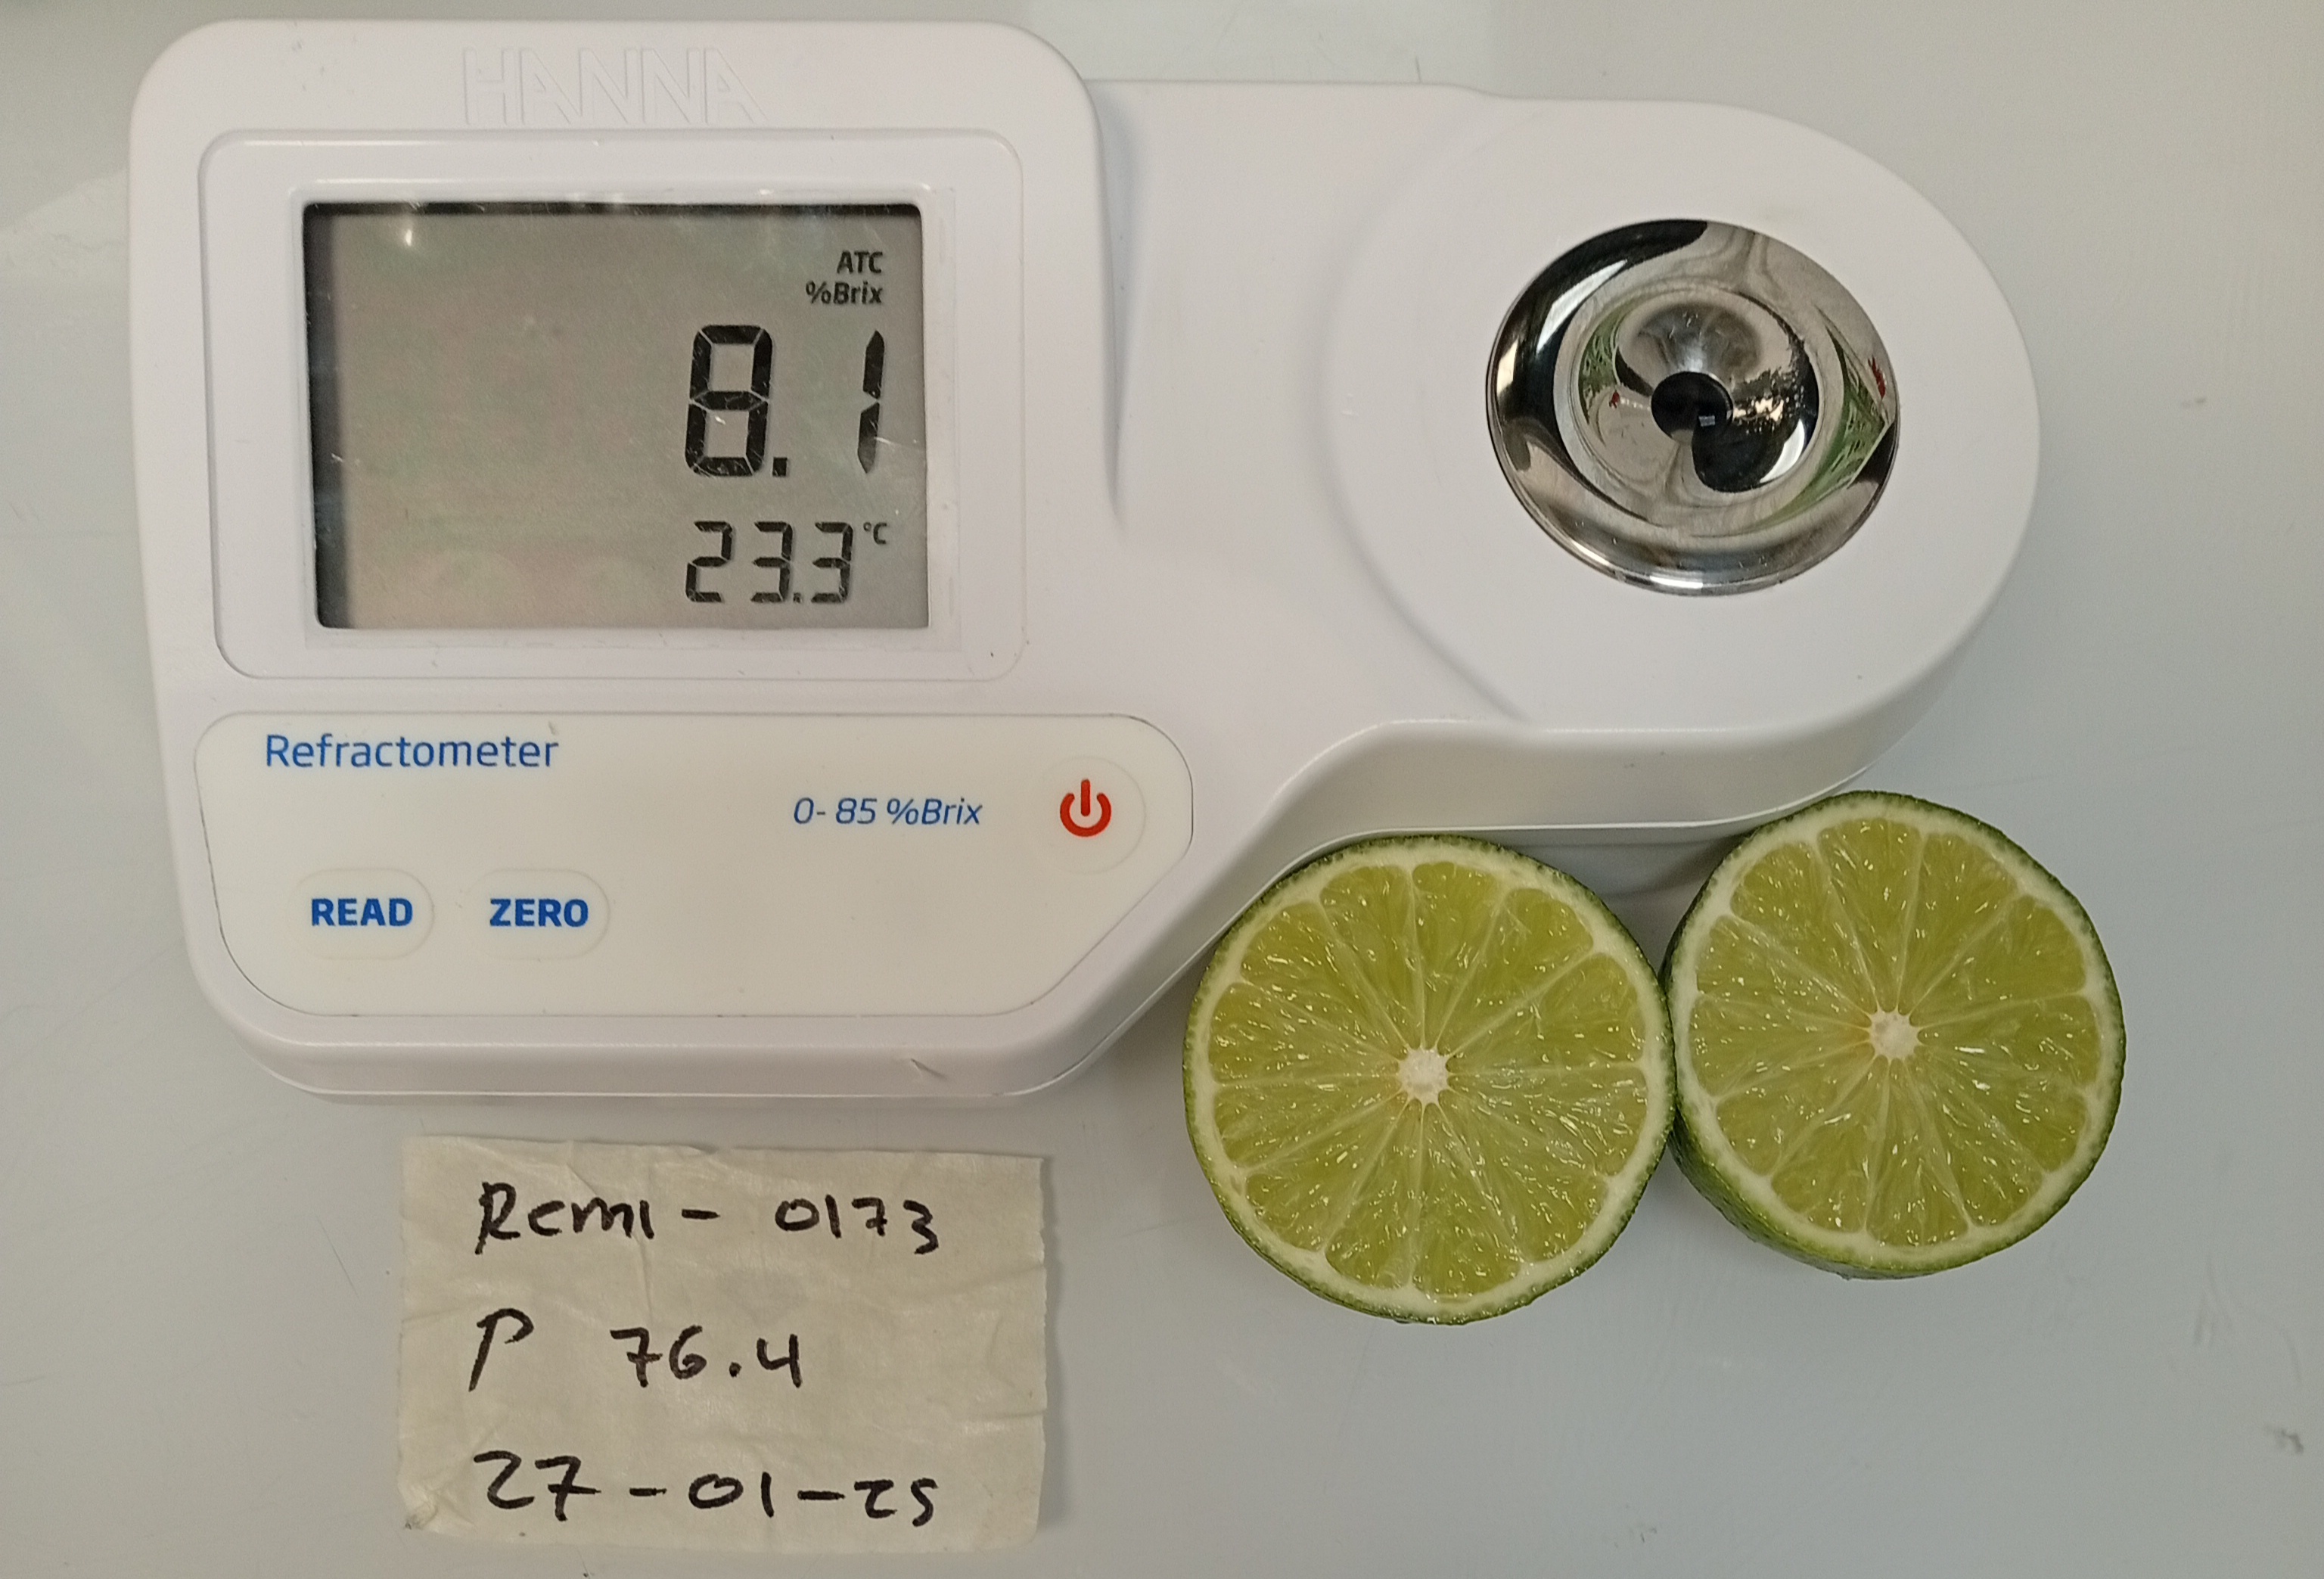 HANNA
ATC
%Brix
8.1
23.3 °C
Refractometer
0-85 %Brix
READ ZERO
Remi - 0173
P 76.4
27-01-25